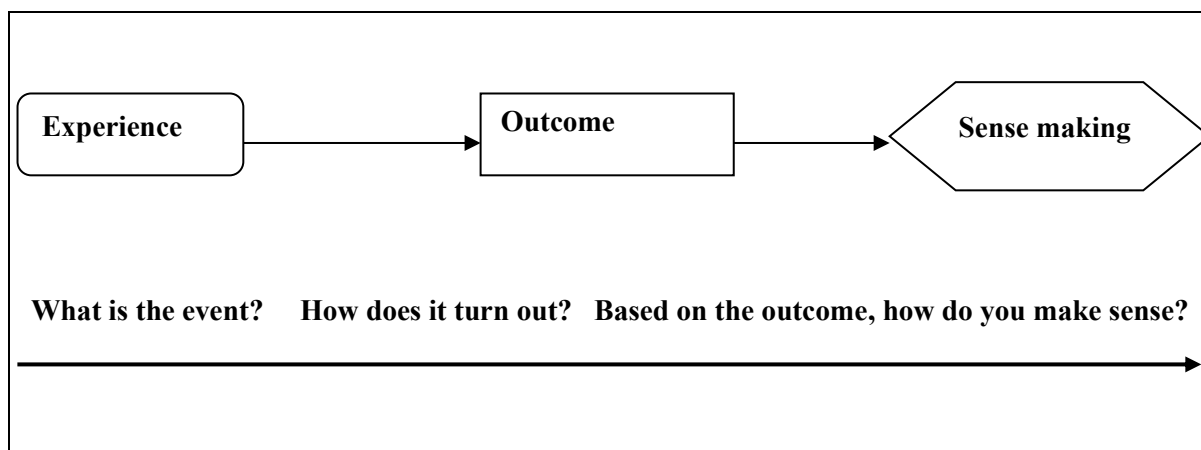 Experience
Outcome
Sense making
What is the event? How does it turn out? Based on the outcome, how do you make sense?